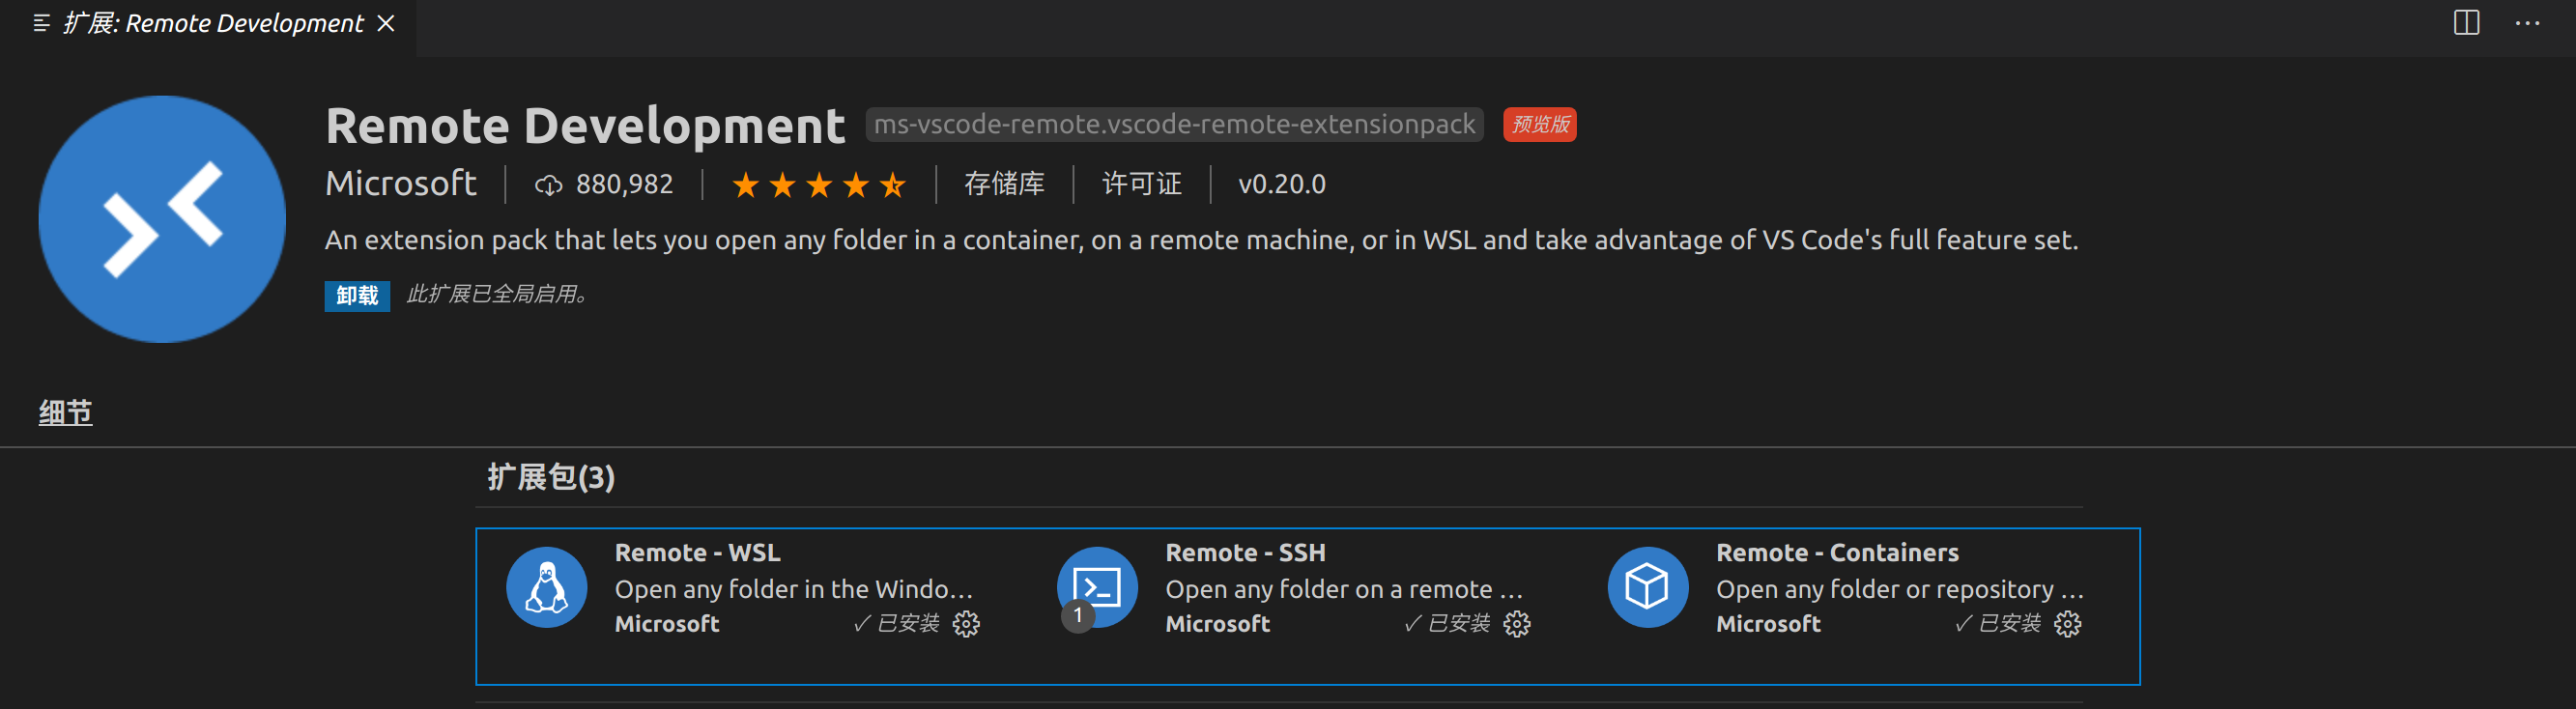 扩展: Remote Development
Remote Development ms-vscode-remote.vscode-remote-extensionpack 预览版
Microsoft 880,982 存储库 许可证 v0.20.0
An extension pack that lets you open any folder in a container, on a remote machine, or in WSL and take advantage of VS Code's full feature set.
卸载 此扩展已全局启用。
细节
扩展包(3)
Remote - WSL
Open any folder in the Windo…
Microsoft ✓ 已安装
Remote - SSH
Open any folder on a remote …
1
Microsoft ✓ 已安装
Remote - Containers
Open any folder or repository …
Microsoft ✓ 已安装